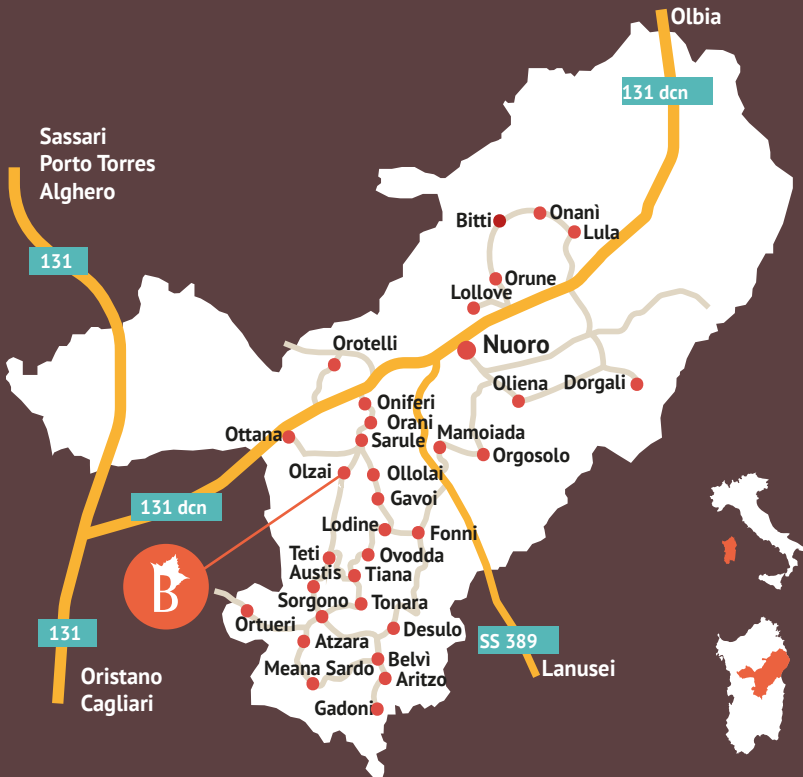 Olbia
131 dcn
Sassari
Porto Torres
Alghero
131
Bitti
Onanì
Lula
Orune
Lollove
Orotelli
Nuoro
Oliena
Dorgali
Oniferi
Orani
Ottana
Sarule
Mamoiada
Orgosolo
Olzai
Ollolai
Gavoi
131 dcn
Lodine
Fonni
Teti
Ovodda
Austis
Tiana
B
Sorgono
Tonara
Ortueri
Desulo
131
Atzara
SS 389
Belvì
Meana Sardo
Lanusei
Aritzo
Oristano
Cagliari
Gadoni